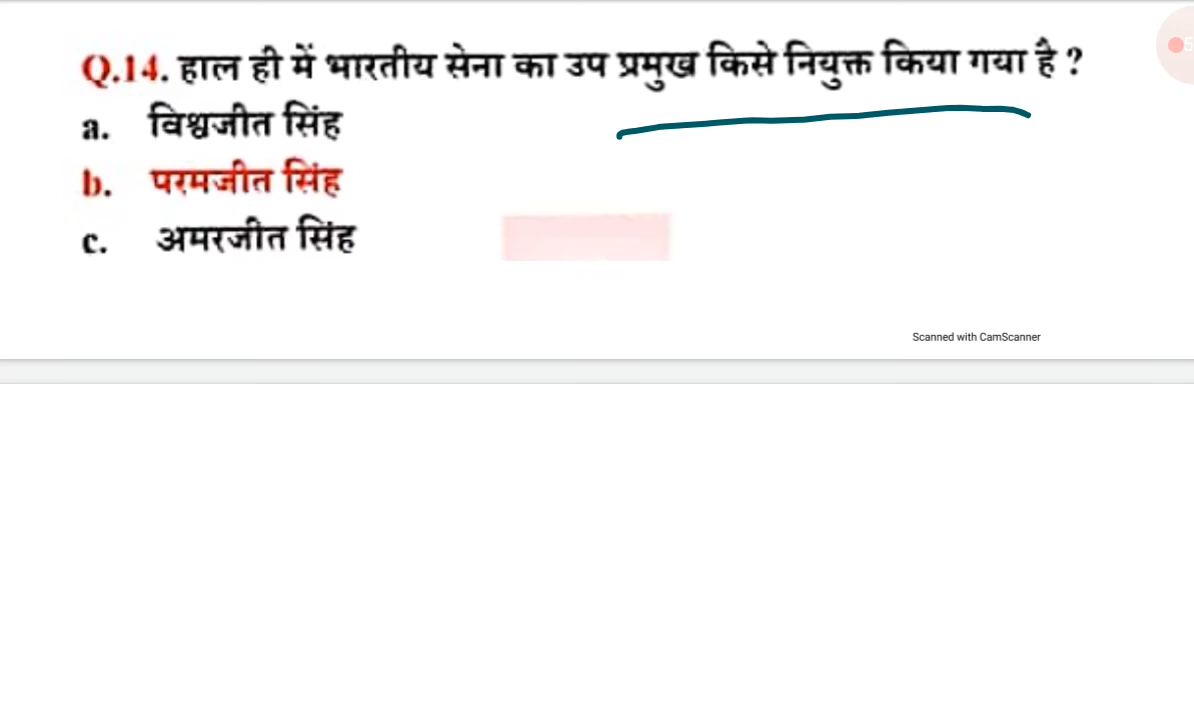 Q.14. हाल ही में भारतीय सेना का उप प्रमुख किसे नियुक्त किया गया है ?
a. विश्वजीत सिंह
b. परमजीत सिंह
c. अमरजीत सिंह
Scanned with CamScanner